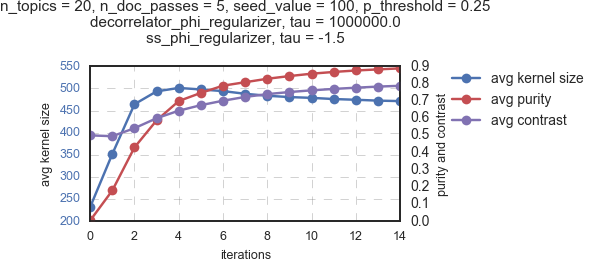 n_topics = 20, n_doc_passes = 5, seed_value = 100, p_threshold = 0.25
decorrelator_phi_regularizer, tau = 1000000.0
ss_phi_regularizer, tau = -1.5
550
500
450
400
350
300
250
200
avg kernel size
0.9
0.8
0.7
0.6
0.5
0.4
0.3
0.2
0.1
0.0
purity and contrast
0 2 4 6 8 10 12 14
iterations
avg kernel size
avg purity
avg contrast